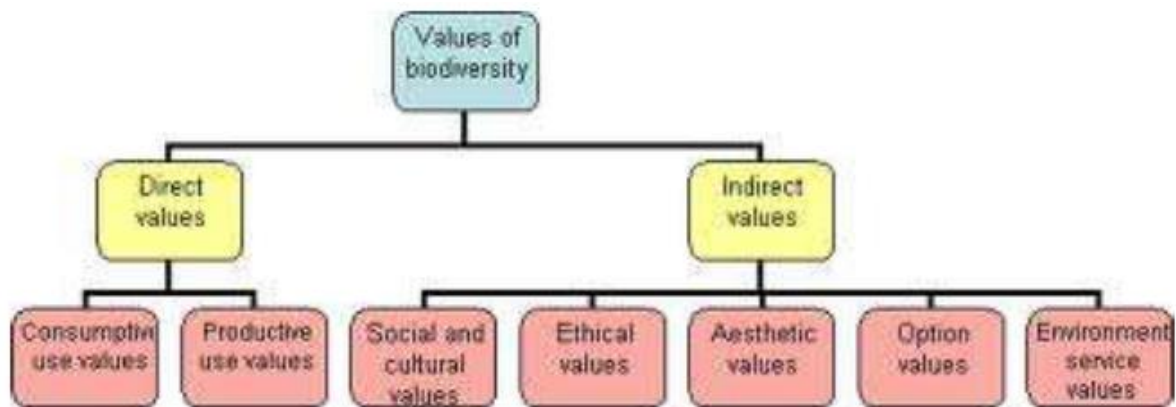 Values of
biodiversity
Direct
values
Indirect
values
Consumptive
use values
Productive
use values
Social and
cultural
values
Ethical
values
Aesthetic
values
Option
values
Environment
service
values